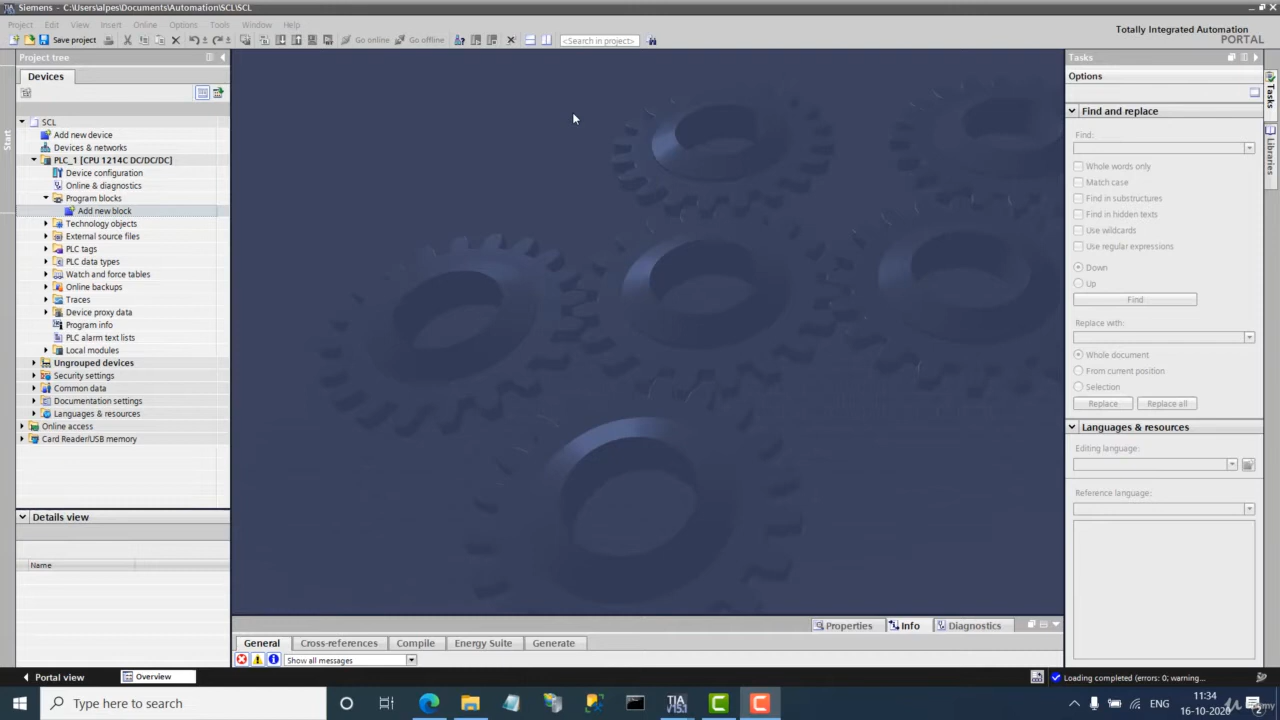 Siemens - C:\Users\alpes\Documents\Automation\SCL\SCL
Project Edit View Insert Online Options Tools Window Help
Save project
Go online
Go offline
<Search in project>
Totally Integrated Automation
PORTAL
Project tree
Devices
SCL
Add new device
Devices & networks
PLC_1 [CPU 1214C DC/DC/DC]
Device configuration
Online & diagnostics
Program blocks
Add new block
Technology objects
External source files
PLC tags
PLC data types
Watch and force tables
Online backups
Traces
Device proxy data
Program info
PLC alarm text lists
Local modules
Ungrouped devices
Security settings
Common data
Documentation settings
Languages & resources
Online access
Card Reader/USB memory
Details view
Name
Start
Tasks
Options
Find and replace
Find:
Whole words only
Match case
Find in substructures
Find in hidden texts
Use wildcards
Use regular expressions
Down
Up
Find
Replace with:
Whole document
From current position
Selection
Replace
Replace all
Languages & resources
Editing language:
Reference language:
Tasks
Libraries
Properties
Info
Diagnostics
General
Cross-references
Compile
Energy Suite
Generate
Show all messages
Portal view
Overview
Loading completed (errors: 0; warning...
Type here to search
ENG
11:34
16-10-2020